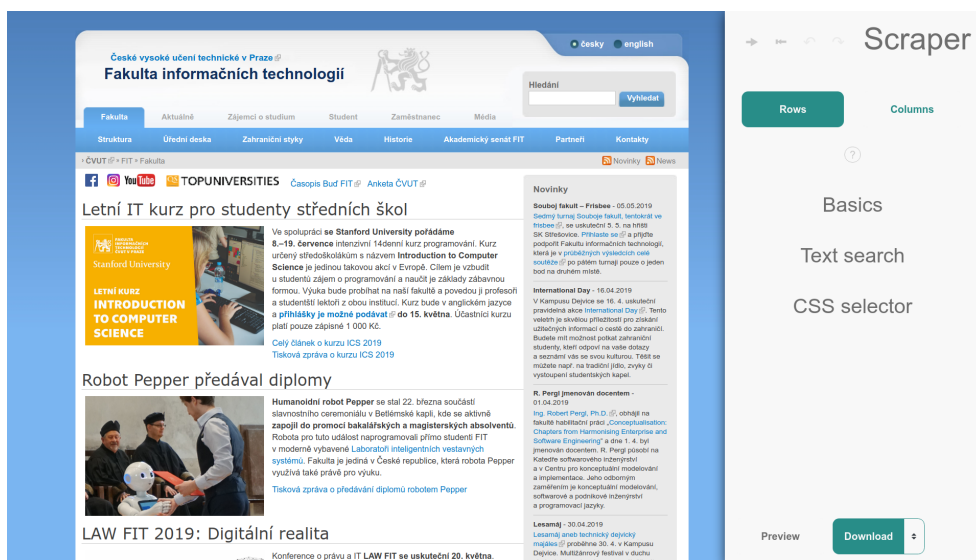 česky english
České vysoké učení technické v Praze
Fakulta informačních technologií
Hledání
Vyhledat
Fakulta Aktuálně Zájemci o studium Student Zaměstnanec Média
Struktura Úřední deska Zahraniční styky Věda Historie Akademický senát FIT Partneři Kontakty
ČVUT FIT Fakulta
Novinky News
YouTube TOPUNIVERSITIES Časopis Buď FIT Anketa ČVUT
Letní IT kurz pro studenty středních škol
FAKULTA
INFORMAČNÍCH
TECHNOLOGIÍ
ČVUT V PRAZE
Stanford University
LETNÍ KURZ
INTRODUCTION
TO COMPUTER
SCIENCE
Ve spolupráci se Stanford University pořádáme
8.–19. července intenzivní 14denní kurz programování. Kurz
určený středoškolákům s názvem Introduction to Computer
Science je jedinou takovou akcí v Evropě. Cílem je vzbudit
u studentů zájem o programování a naučit je základy zábavnou
formou. Výuka bude probíhat na naší fakultě a povedou ji profesoři
a studentští lektoři z obou institucí. Kurz bude v anglickém jazyce
a přihlášky je možné podávat do 15. května. Účastníci kurzu
platí pouze zápisné 1 000 Kč.
Celý článek o kurzu ICS 2019
Tisková zpráva o kurzu ICS 2019
Robot Pepper předával diplomy
Humanoidní robot Pepper se stal 22. března součástí
slavnostního ceremoniálu v Betlémské kapli, kde se aktivně
zapojil do promocí bakalářských a magisterských absolventů.
Robota pro tuto událost naprogramovali přímo studenti FIT
v moderně vybavené Laboratoři inteligentních vestavných
systémů. Fakulta je jediná v České republice, která robota Pepper
využívá také právě pro výuku.
Tisková zpráva o předávání diplomů robotem Pepper
LAW FIT 2019: Digitální realita
Konference o právu a IT LAW FIT se uskuteční 20. května.
Novinky
Souboj fakult – Frisbee - 05.05.2019
Sedmý turnaj Souboje fakult, tentokrát ve
frisbee, se uskuteční 5. 5. na hřišti
SK Střešovice. Přihlaste se a přijďte
podpořit Fakultu informačních technologií,
která je v průběžných výsledcích celé
soutěže po pátém turnaji pouze o jeden
bod na druhém místě.
International Day - 16.04.2019
V Kampusu Dejvice se 16. 4. uskuteční
pravidelná akce International Day. Tento
veletrh je skvělou příležitostí pro získání
užitečných informací o cestě do zahraničí.
Budete mít možnost potkat zahraniční
studenty, kteří odpoví na vaše dotazy
a seznámí vás se svou kulturou. Těšit se
můžete např. na tradiční jídlo, zvyky či
vystoupení studentských kapel.
R. Pergl jmenován docentem -
01.04.2019
Ing. Robert Pergl, Ph.D., obhájil na
fakultě habilitační práci „Conceptualisation:
Chapters from Harmonising Enterprise and
Software Engineering“ a dne 1. 4. byl
jmenován docentem. R. Pergl působí na
Katedře softwarového inženýrství
a v Centru pro konceptuální modelování
a implementace. Jeho odborným
zaměřením je konceptuální modelování,
softwarové a podnikové inženýrství
a programovací jazyky.
Lesamáj - 30.04.2019
Lesamáj aneb technický dejvický
majáles proběhne 30. 4. v Kampusu
Dejvice. Multižánrový festival v duchu
Scraper
Rows Columns
?
Basics
Text search
CSS selector
Preview Download